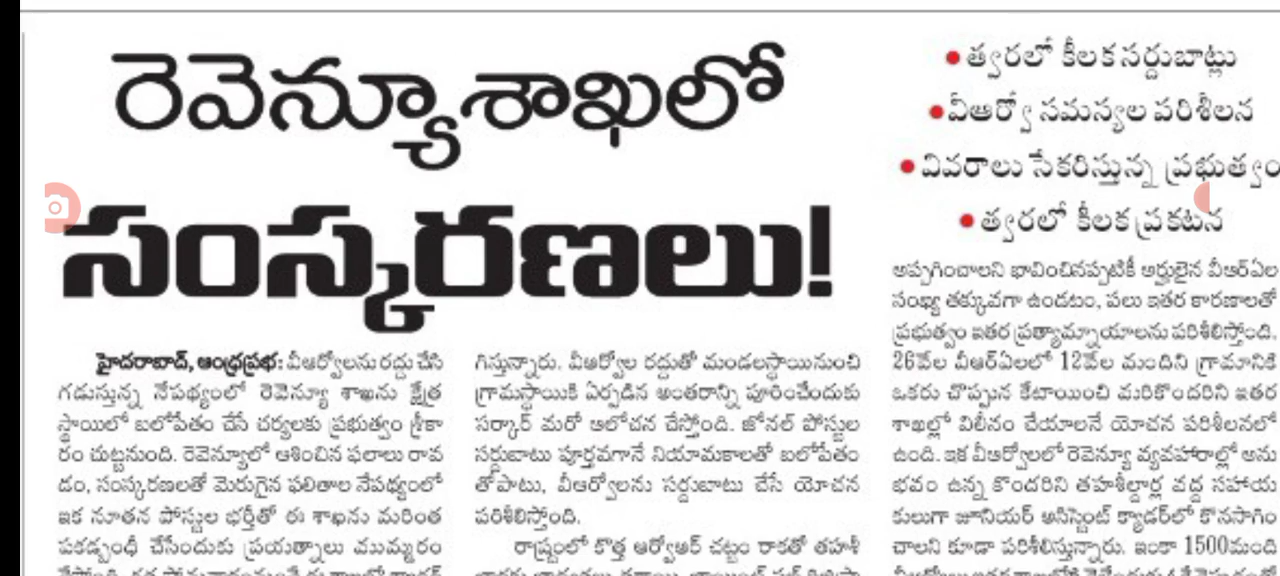 రెవెన్యూశాఖలో
సంస్కరణలు!
● త్వరలో కీలక సర్దుబాట్లు
● వీఆర్వో సమస్యల పరిశీలన
● వివరాలు సేకరిస్తున్న ప్రభుత్వం
● త్వరలో కీలక ప్రకటన
హైదరాబాద్, ఆంధ్రప్రభ: వీఆర్వోలను రద్దు చేసి
గడుస్తున్న నేపథ్యంలో రెవెన్యూ శాఖను క్షేత్ర
స్థాయిలో బలోపేతం చేసే చర్యలకు ప్రభుత్వం శ్రీకా
రం చుట్టనుంది. రెవెన్యూలో ఆశించిన ఫలాలు రావ
డం, సంస్కరణలతో మెరుగైన ఫలితాల నేపథ్యంలో
ఇక నూతన పోస్టుల భర్తీతో ఈ శాఖను మరింత
పకడ్బందీ చేసేందుకు ప్రయత్నాలు ముమ్మరం
గిస్తున్నారు. వీఆర్వోల రద్దుతో మండలస్థాయినుంచి
గ్రామస్థాయికి ఏర్పడిన అంతరాన్ని పూరించేందుకు
సర్కార్ మరో ఆలోచన చేస్తోంది. జోనల్ పోస్టుల
సర్దుబాటు పూర్తవగానే నియామకాలతో బలోపేతం
తోపాటు, వీఆర్వోలను సర్దుబాటు చేసే యోచన
పరిశీలిస్తోంది.
రాష్ట్రంలో కొత్త ఆర్వోఆర్ చట్టం రాకతో తహశీ
అప్పగించాలని భావించినప్పటికీ అర్హులైన వీఆర్ఏల
సంఖ్య తక్కువగా ఉండటం, పలు ఇతర కారణాలతో
ప్రభుత్వం ఇతర ప్రత్యామ్నాయాలను పరిశీలిస్తోంది.
26వేల వీఆర్ఏలలో 12వేల మందిని గ్రామానికి
ఒకరు చొప్పున కేటాయించి మరికొందరిని ఇతర
శాఖల్లో విలీనం చేయాలనే యోచన పరిశీలనలో
ఉంది. ఇక వీఆర్వోలలో రెవెన్యూ వ్యవహారాల్లో అను
భవం ఉన్న కొందరిని తహశీల్దార్ల వద్ద సహాయ
కులుగా జూనియర్ అసిస్టెంట్ క్యాడర్‌లో కొనసాగిం
చాలని కూడా పరిశీలిస్తున్నారు. ఇంకా 1500మంది